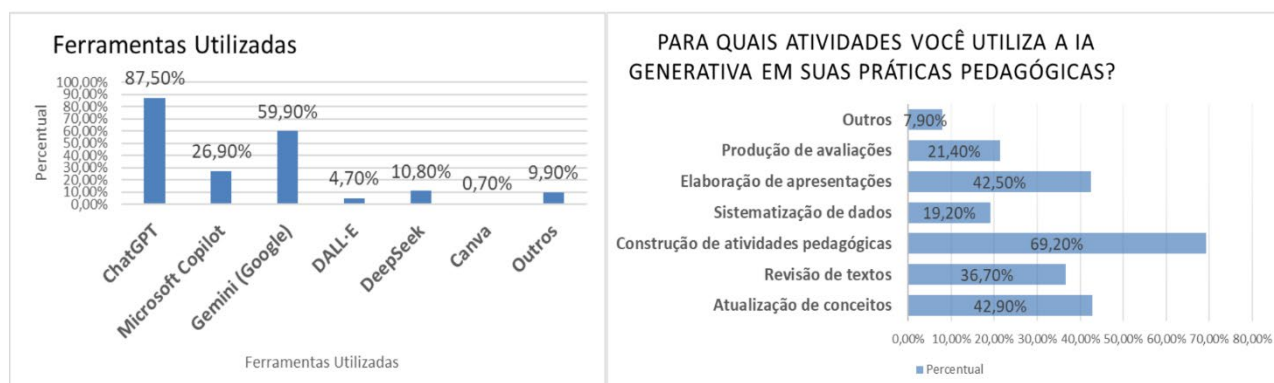 Ferramentas Utilizadas
Percentual
100,00%
90,00%
80,00%
70,00%
60,00%
50,00%
40,00%
30,00%
20,00%
10,00%
0,00%
87,50%
26,90%
59,90%
4,70%
10,80%
0,70%
9,90%
ChatGPT
Microsoft Copilot
Gemini (Google)
DALL·E
DeepSeek
Canva
Outros
Ferramentas Utilizadas
PARA QUAIS ATIVIDADES VOCÊ UTILIZA A IA
GENERATIVA EM SUAS PRÁTICAS PEDAGÓGICAS?
Outros 7,90%
Produção de avaliações 21,40%
Elaboração de apresentações 42,50%
Sistematização de dados 19,20%
Construção de atividades pedagógicas 69,20%
Revisão de textos 36,70%
Atualização de conceitos 42,90%
0,00% 10,00% 20,00% 30,00% 40,00% 50,00% 60,00% 70,00% 80,00%
Percentual